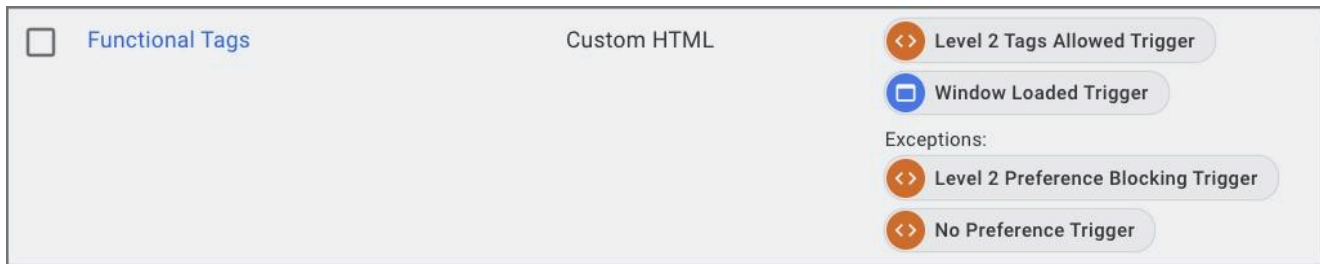 Functional Tags Custom HTML Level 2 Tags Allowed Trigger
Window Loaded Trigger
Exceptions:
Level 2 Preference Blocking Trigger
No Preference Trigger